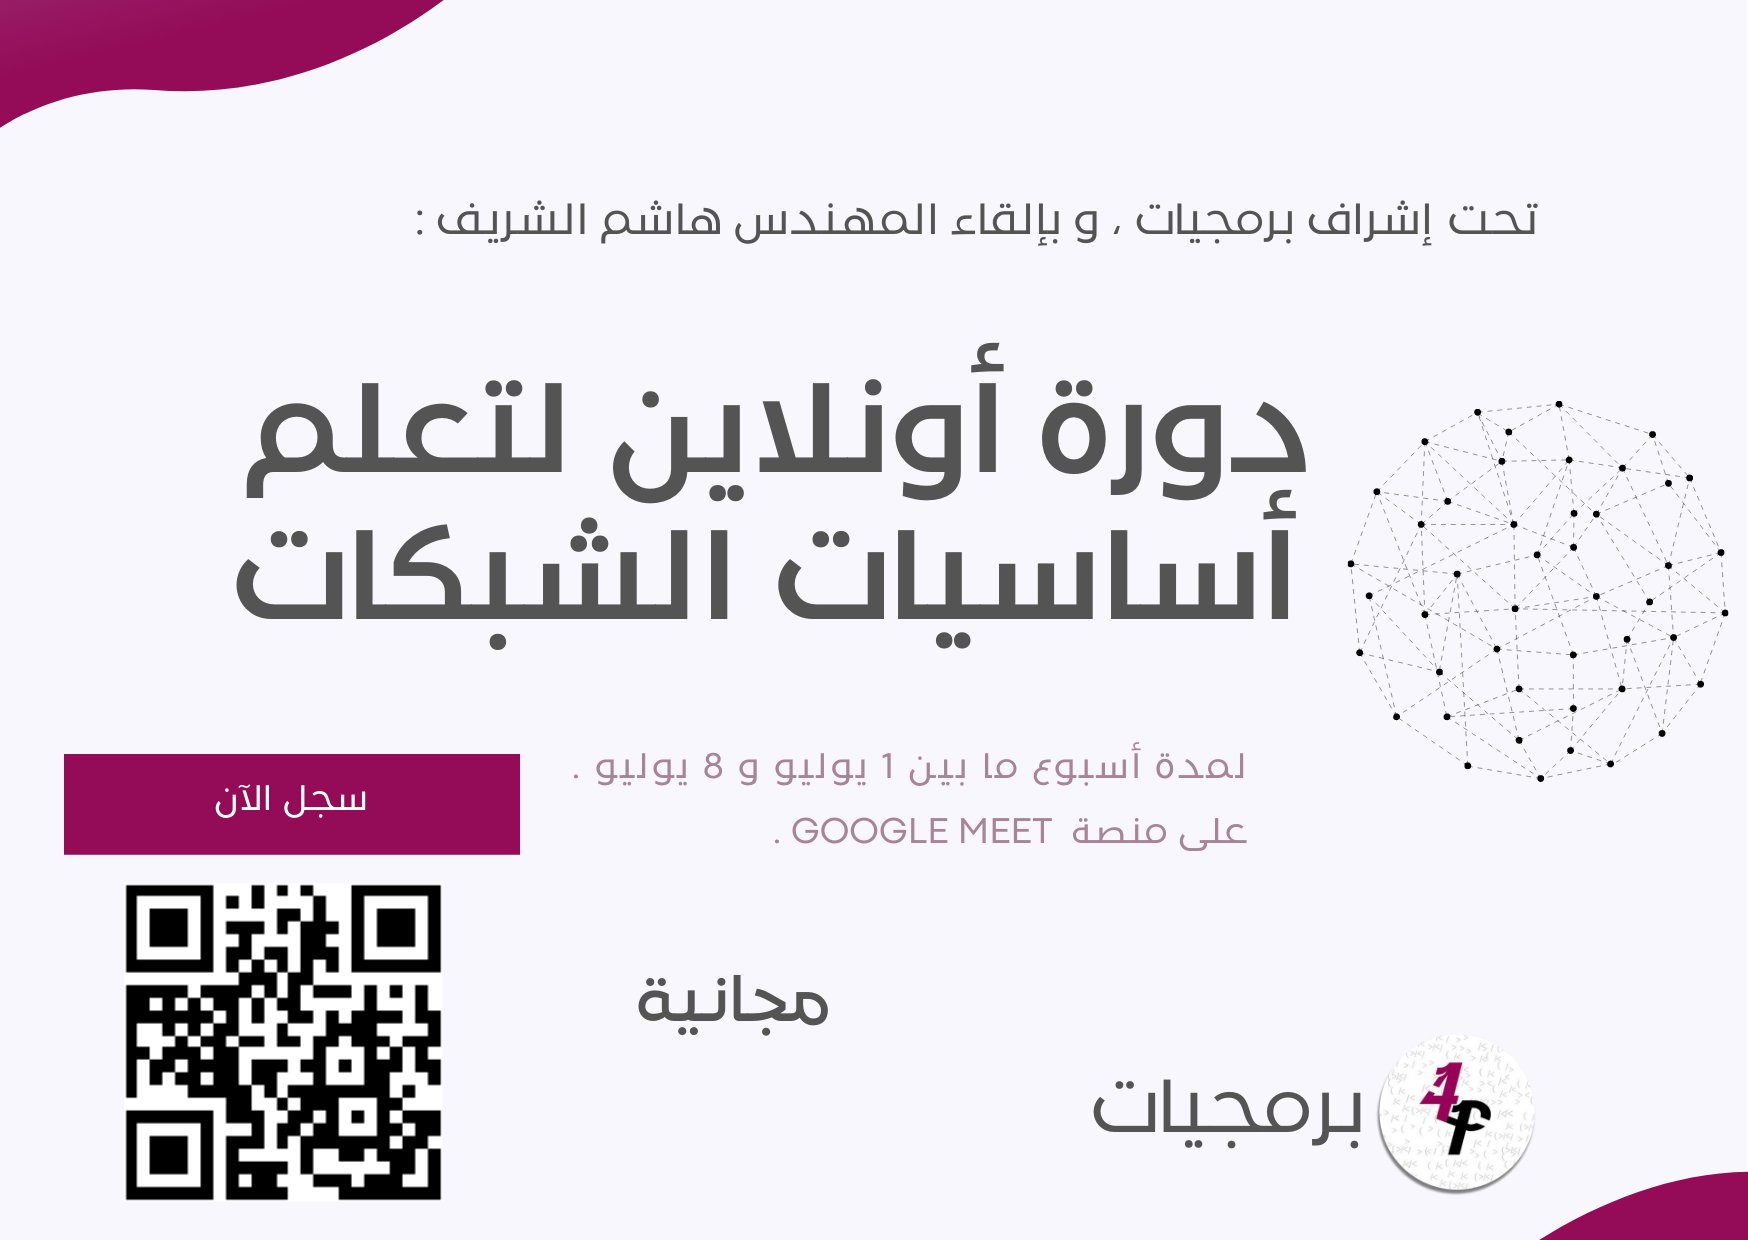 تحت إشراف برمجيات ، و بإلقاء المهندس هاشم الشريف :
دورة أونلاين لتعلم
أساسيات الشبكات
لمدة أسبوع ما بين 1 يوليو و 8 يوليو .
على منصة GOOGLE MEET .
سجل الآن
مجانية
برمجيات